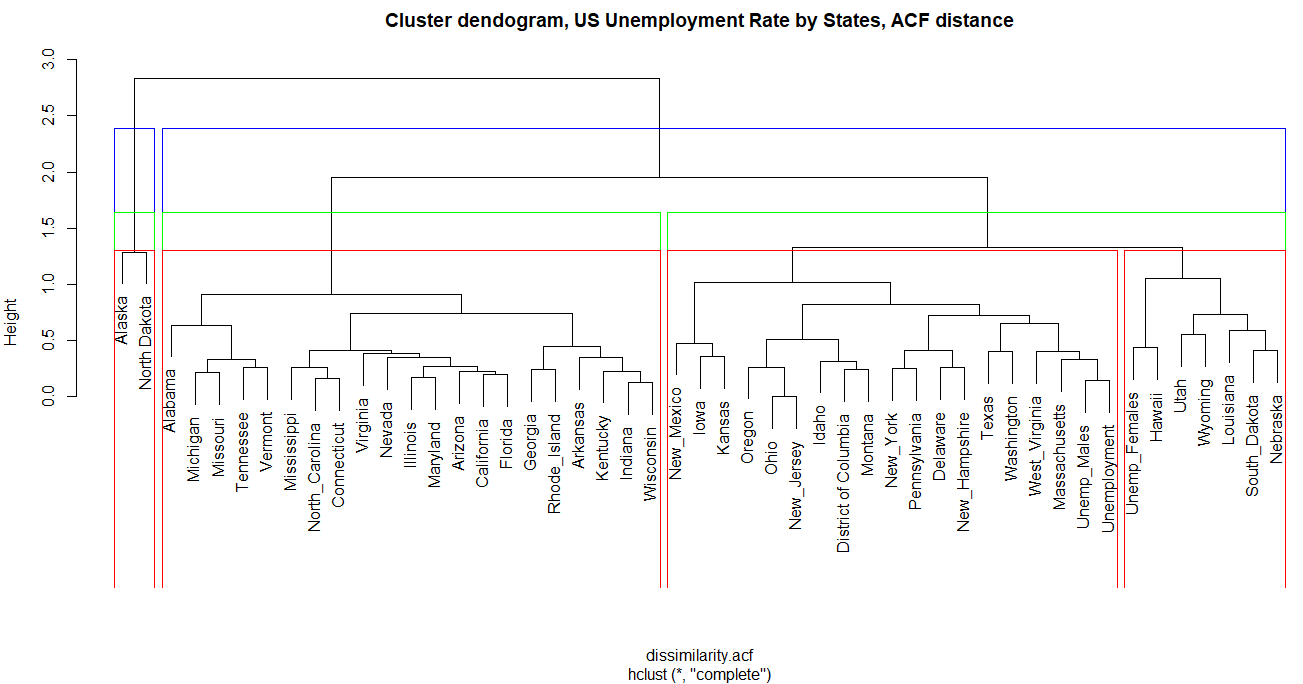 Cluster dendogram, US Unemployment Rate by States, ACF distance
Height
3.0
2.5
2.0
1.5
1.0
0.5
0.0
Alaska
North Dakota
Alabama
Michigan
Missouri
Tennessee
Vermont
Mississippi
North_Carolina
Connecticut
Virginia
Nevada
Illinois
Maryland
Arizona
California
Florida
Georgia
Rhode_Island
Arkansas
Kentucky
Indiana
Wisconsin
New_Mexico
Iowa
Kansas
Oregon
Ohio
New_Jersey
Idaho
District of Columbia
Montana
New_York
Pennsylvania
Delaware
New_Hampshire
Texas
Washington
West_Virginia
Massachusetts
Unemp_Males
Unemployment
Unemp_Females
Hawaii
Utah
Wyoming
Louisiana
South_Dakota
Nebraska
dissimilarity.acf
hclust (*, "complete")